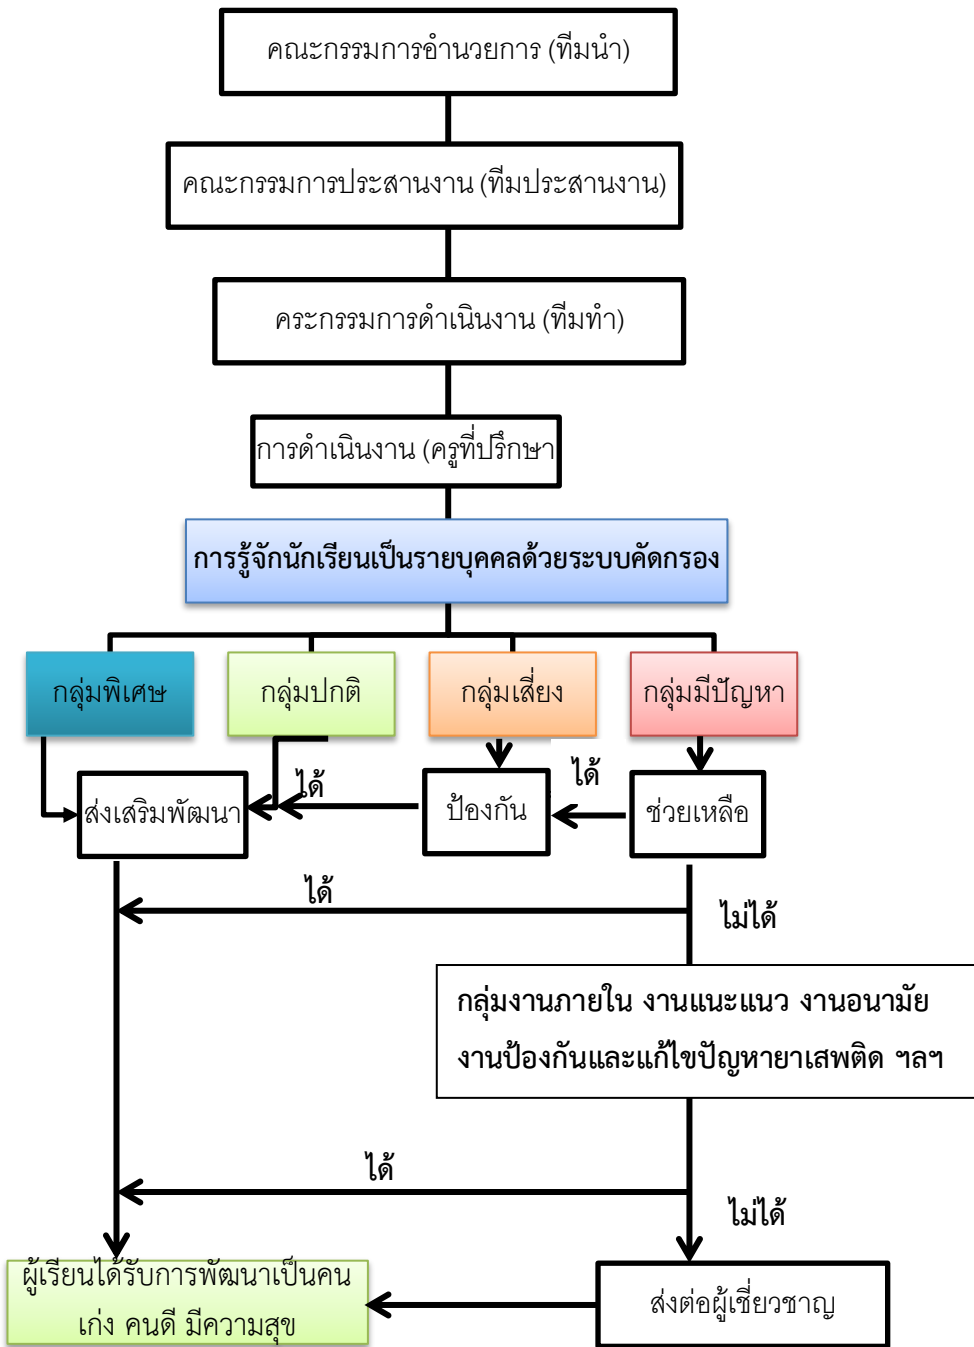 คณะกรรมการอำนวยการ (ทีมนำ)
คณะกรรมการประสานงาน (ทีมประสานงาน)
คระกรรมการดำเนินงาน (ทีมทำ)
การดำเนินงาน (ครูที่ปรึกษา
การรู้จักนักเรียนเป็นรายบุคคลด้วยระบบคัดกรอง
กลุ่มพิเศษ
กลุ่มปกติ
กลุ่มเสี่ยง
กลุ่มมีปัญหา
ส่งเสริมพัฒนา
ได้
ป้องกัน
ได้
ช่วยเหลือ
ได้
ไม่ได้
กลุ่มงานภายใน งานแนะแนว งานอนามัย
งานป้องกันและแก้ไขปัญหายาเสพติด ฯลฯ
ได้
ไม่ได้
ผู้เรียนได้รับการพัฒนาเป็นคน
เก่ง คนดี มีความสุข
ส่งต่อผู้เชี่ยวชาญ